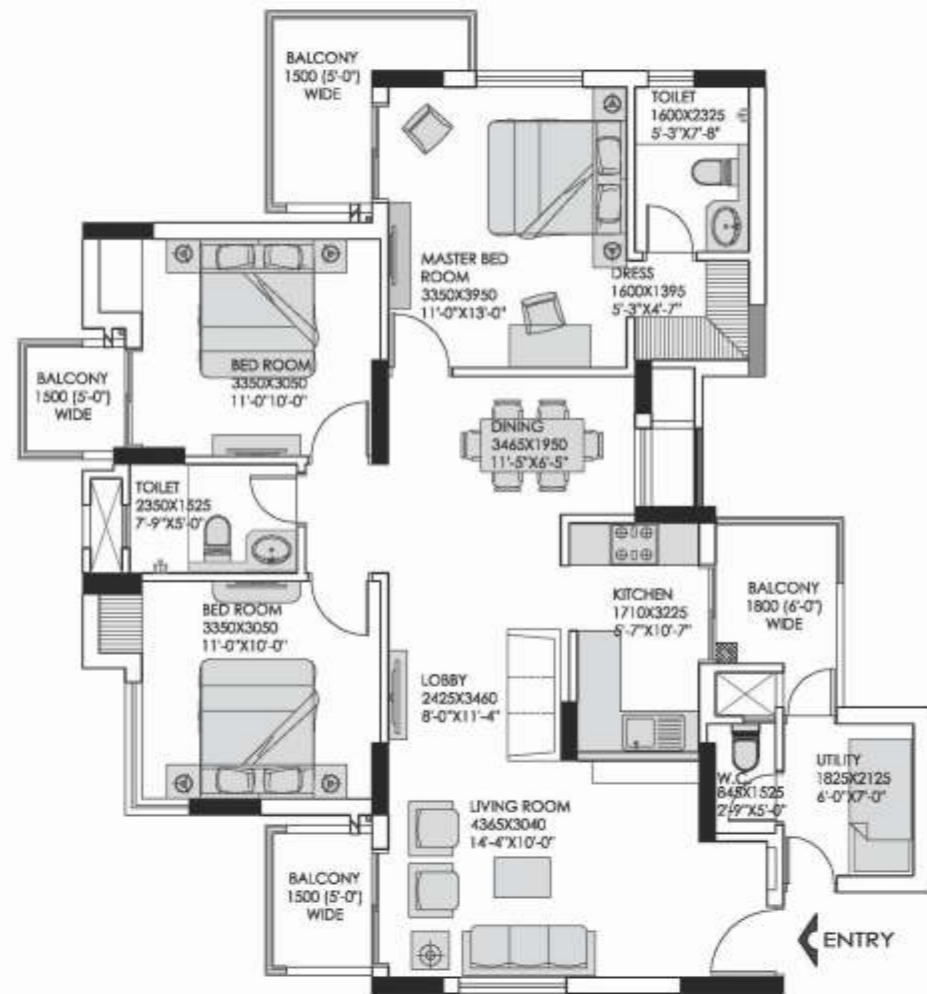 BALCONY
1500 (5'-0")
WIDE
TOILET
1600X2325
5'-3"X7'-8"
MASTER BED
ROOM
3350X3950
11'-0"X13'-0"
DRESS
1600X1395
5'-3"X4'-7"
BED ROOM
3350X3050
11'-0"10'-0"
BALCONY
1500 (5'-0")
WIDE
DINING
3465X1950
11'-5"X6'-5"
TOILET
2350X1525
7'-9"X5'-0"
KITCHEN
1710X3225
5'-7"X10'-7"
BALCONY
1800 (6'-0")
WIDE
BED ROOM
3350X3050
11'-0"X10'-0"
LOBBY
2425X3460
8'-0"X11'-4"
W.C.
845X1525
2'-9"X5'-0"
UTILITY
1825X2125
6'-0"X7'-0"
LIVING ROOM
4365X3040
14'-4"X10'-0"
BALCONY
1500 (5'-0")
WIDE
ENTRY